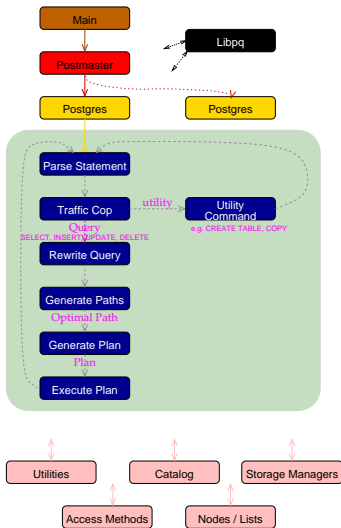 Main
Libpq
Postmaster
Postgres
Postgres
Parse Statement
Traffic Cop
utility
Utility
Command
Query
SELECT, INSERT, UPDATE, DELETE
e.g. CREATE TABLE, COPY
Rewrite Query
Generate Paths
Optimal Path
Generate Plan
Plan
Execute Plan
Utilities
Catalog
Storage Managers
Access Methods
Nodes / Lists